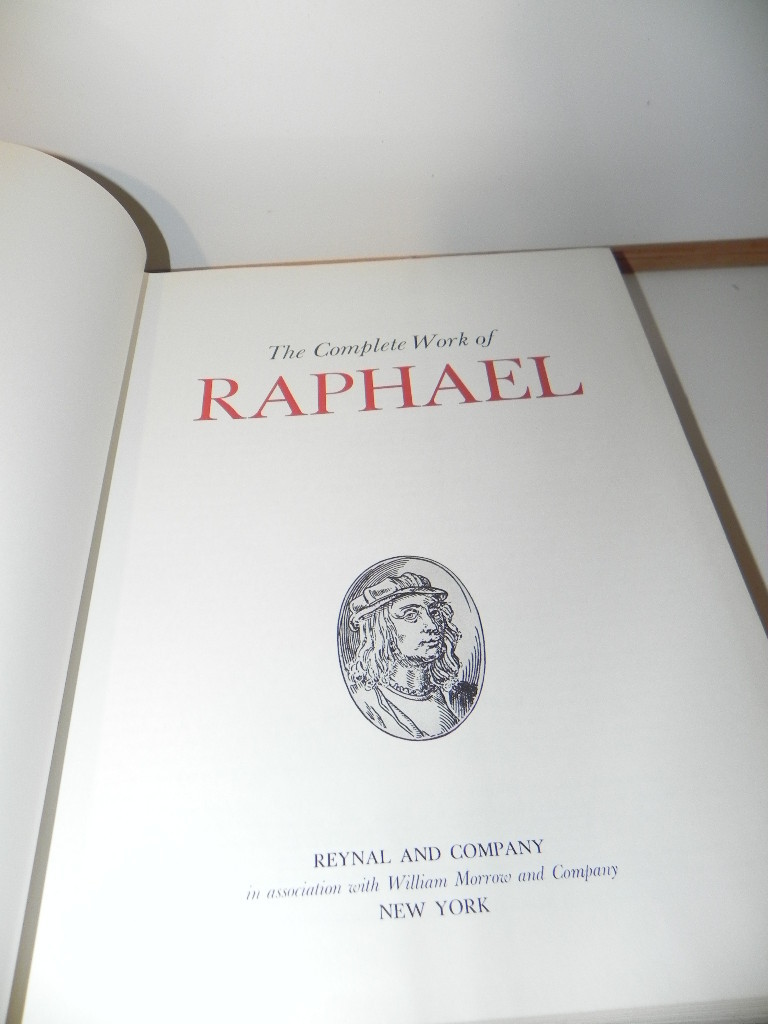 The Complete Work of
RAPHAEL
REYNAL AND COMPANY
in association with William Morrow and Company
NEW YORK